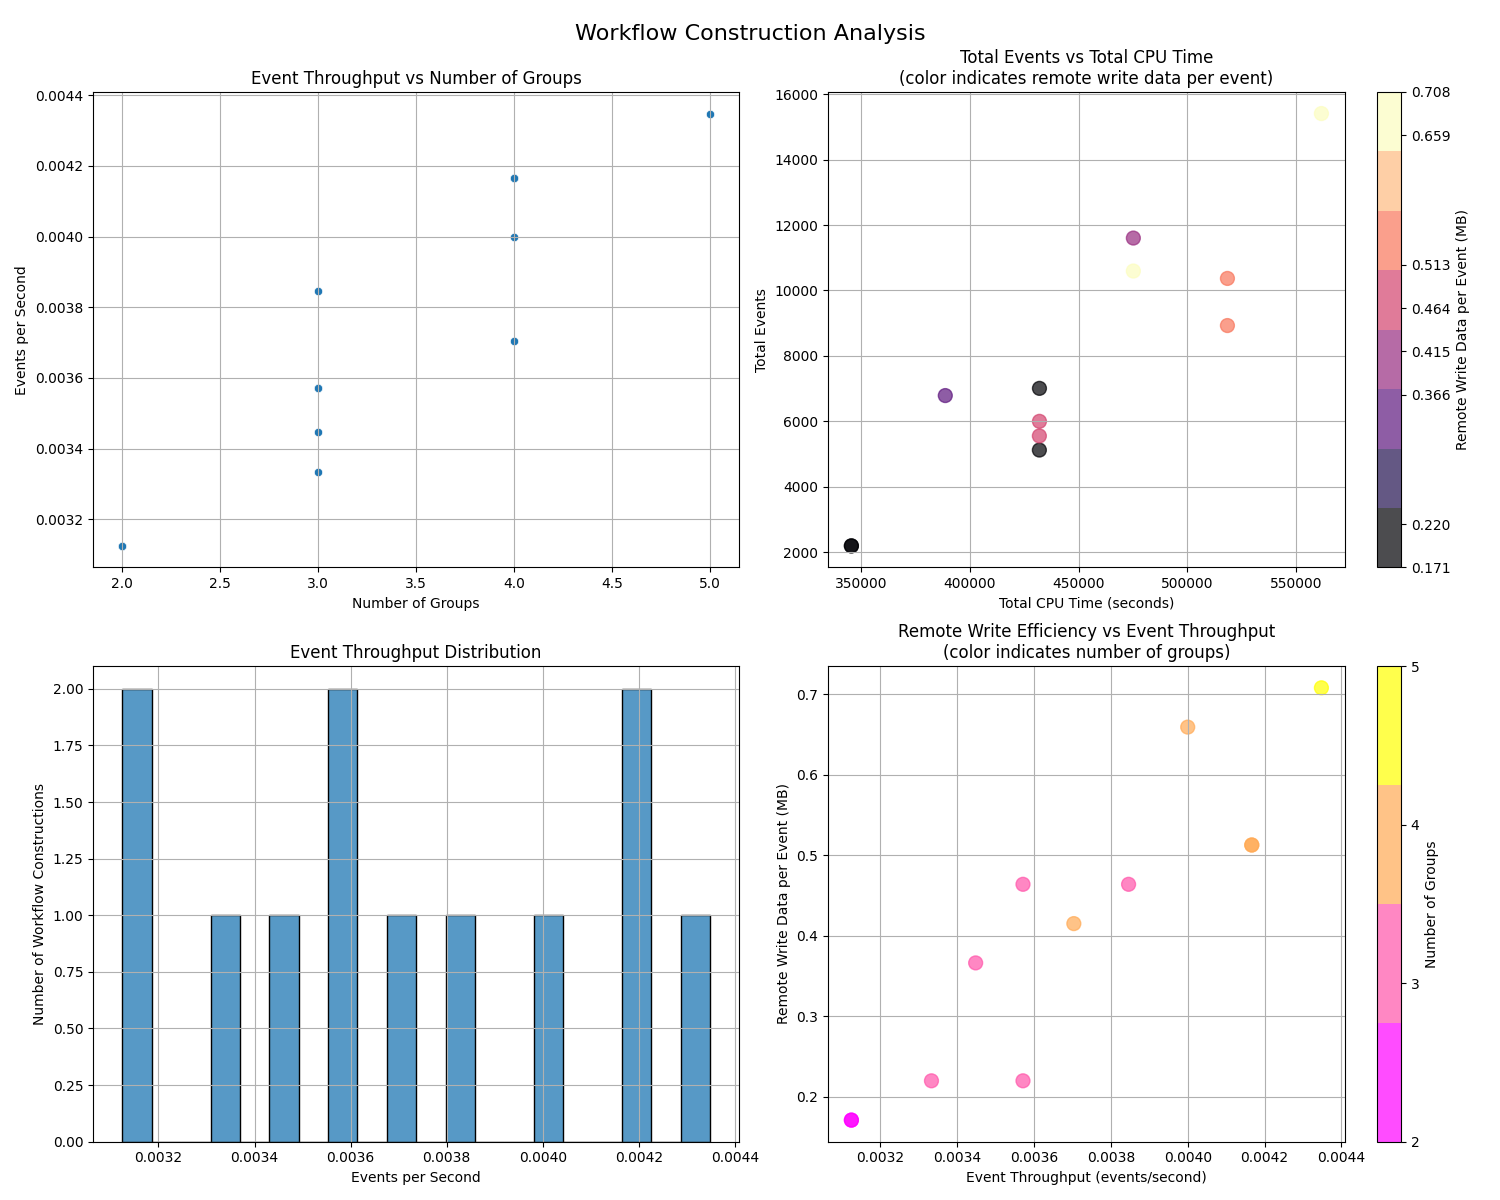 Workflow Construction Analysis
Event Throughput vs Number of Groups
0.0044
0.0042
0.0040
0.0038
0.0036
0.0034
0.0032
Events per Second
2.0 2.5 3.0 3.5 4.0 4.5 5.0
Number of Groups
Total Events vs Total CPU Time
(color indicates remote write data per event)
16000
14000
12000
10000
8000
6000
4000
2000
Total Events
350000 400000 450000 500000 550000
Total CPU Time (seconds)
0.708
0.659
0.513
0.464
0.415
0.366
0.220
0.171
Remote Write Data per Event (MB)
Event Throughput Distribution
2.00
1.75
1.50
1.25
1.00
0.75
0.50
0.25
0.00
Number of Workflow Constructions
0.0032 0.0034 0.0036 0.0038 0.0040 0.0042 0.0044
Events per Second
Remote Write Efficiency vs Event Throughput
(color indicates number of groups)
0.7
0.6
0.5
0.4
0.3
0.2
Remote Write Data per Event (MB)
0.0032 0.0034 0.0036 0.0038 0.0040 0.0042 0.0044
Event Throughput (events/second)
5
4
3
2
Number of Groups